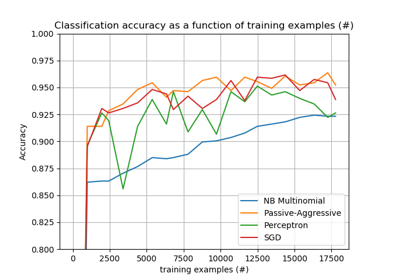 Classification accuracy as a function of training examples (#)
1.000
0.975
0.950
0.925
0.900
0.875
0.850
0.825
0.800
Accuracy
NB Multinomial
Passive-Aggressive
Perceptron
SGD
0 2500 5000 7500 10000 12500 15000 17500
training examples (#)